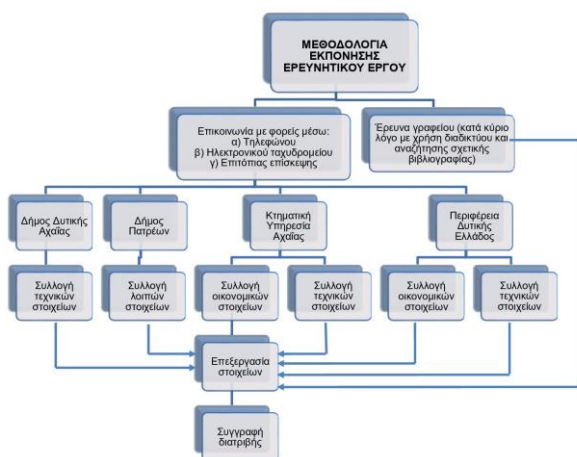 ΜΕΘΟΔΟΛΟΓΙΑ
ΕΚΠΟΝΗΣΗΣ
ΕΡΕΥΝΗΤΙΚΟΥ ΕΡΓΟΥ
Επικοινωνία με φορείς μέσω:
α) Τηλεφώνου
β) Ηλεκτρονικού ταχυδρομείου
γ) Επιτόπιας επίσκεψης
Έρευνα γραφείου (κατά κύριο
λόγο με χρήση διαδικτύου και
αναζήτησης σχετικής
βιβλιογραφίας)
Δήμος Δυτικής
Αχαΐας
Δήμος
Πατρέων
Κτηματική
Υπηρεσία
Αχαΐας
Περιφέρεια
Δυτικής
Ελλάδος
Συλλογή
τεχνικών
στοιχείων
Συλλογή
λοιπών
στοιχείων
Συλλογή
οικονομικών
στοιχείων
Συλλογή
τεχνικών
στοιχείων
Συλλογή
οικονομικών
στοιχείων
Συλλογή
τεχνικών
στοιχείων
Επεξεργασία
στοιχείων
Συγγραφή
διατριβής